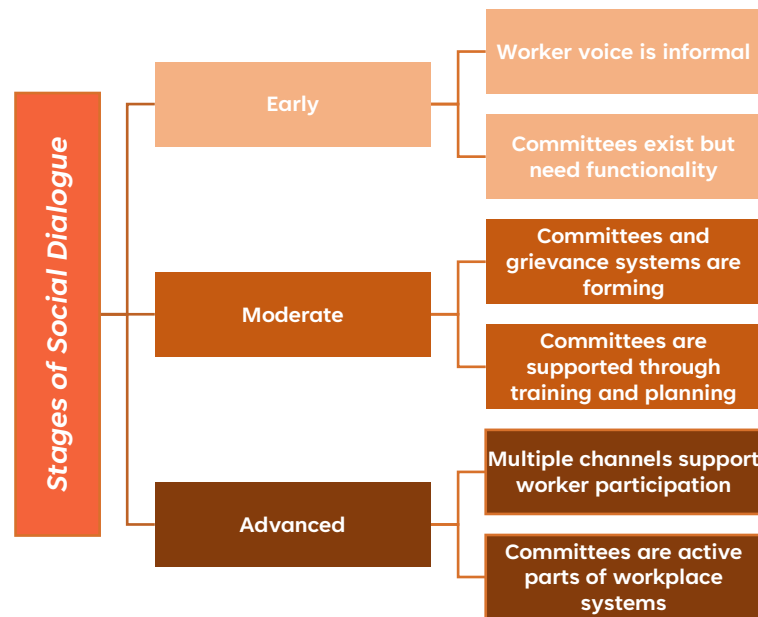 Stages of Social Dialogue
Early
Worker voice is informal
Committees exist but
need functionality
Moderate
Committees and
grievance systems are
forming
Committees are
supported through
training and planning
Advanced
Multiple channels support
worker participation
Committees are active
parts of workplace
systems